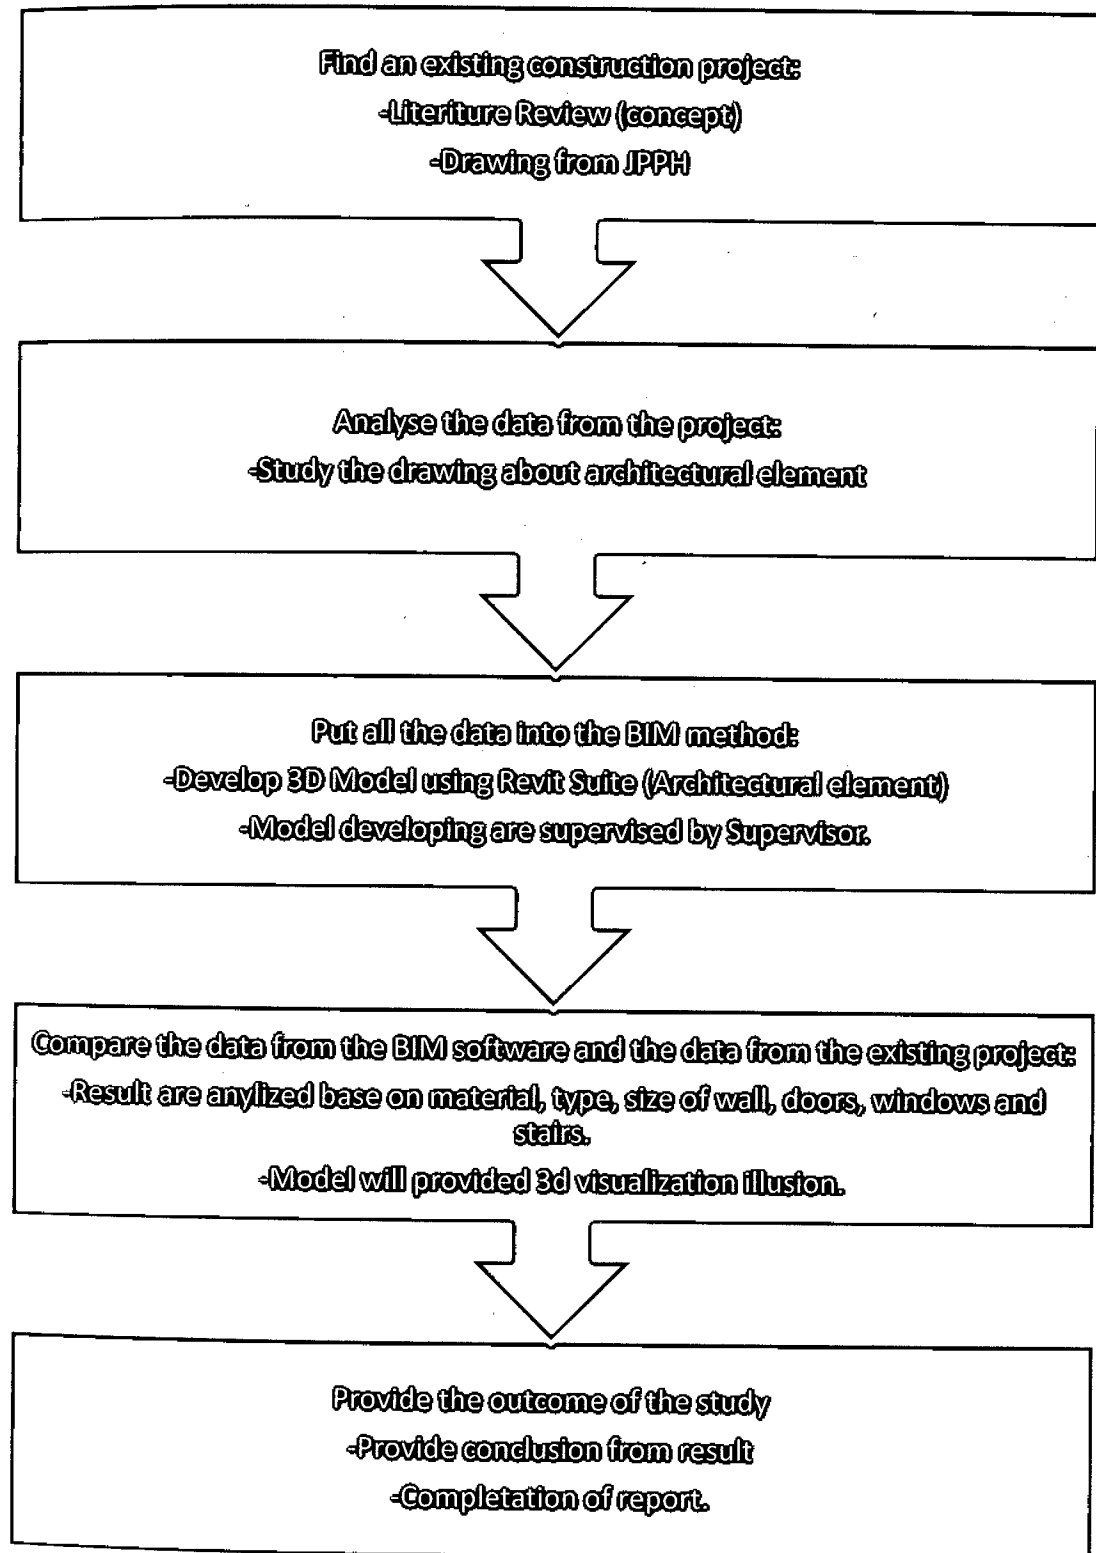 Find an existing construction project:
-Literiture Review (concept)
-Drawing from JPPH
Analyse the data from the project:
-Study the drawing about architectural element
Put all the data into the BIM method:
-Develop 3D Model using Revit Suite (Architectural element)
-Model developing are supervised by Supervisor.
Compare the data from the BIM software and the data from the existing project:
-Result are anylized base on material, type, size of wall, doors, windows and
stairs.
-Model will provided 3d visualization illusion.
Provide the outcome of the study
-Provide conclusion from result
-Completation of report.